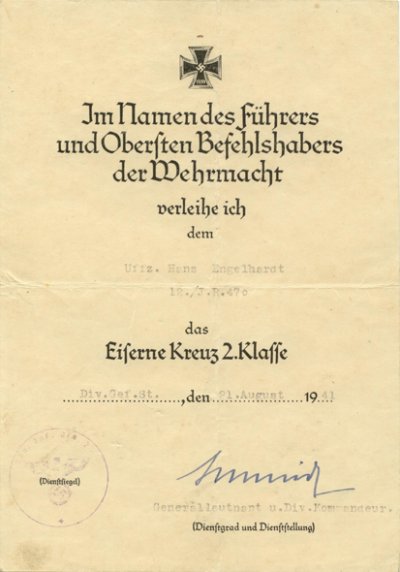 Im Namen des Führers
und Oberſten Befehlshabers
der Wehrmacht
verleihe ich
dem
Uffz. Hans Engelhardt
12./J.R.470
das
Eiſerne Kreuz 2.Klaſſe
Div.Gef.St. ,den 21.August 1941
(Dienſtſiegel)
Generalleutnant u.Div.Kommandeur.
(Dienſtgrad und Dienſtſtellung)